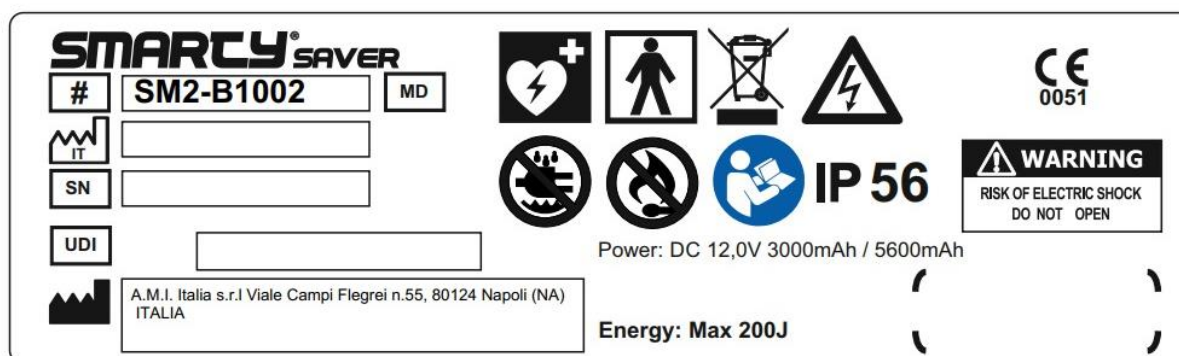 SMARTY® SAVER
# SM2-B1002 MD
IT
SN
UDI
A.M.I. Italia s.r.l Viale Campi Flegrei n.55, 80124 Napoli (NA)
ITALIA
CE
0051
IP 56
WARNING
RISK OF ELECTRIC SHOCK
DO NOT OPEN
Power: DC 12,0V 3000mAh / 5600mAh
Energy: Max 200J